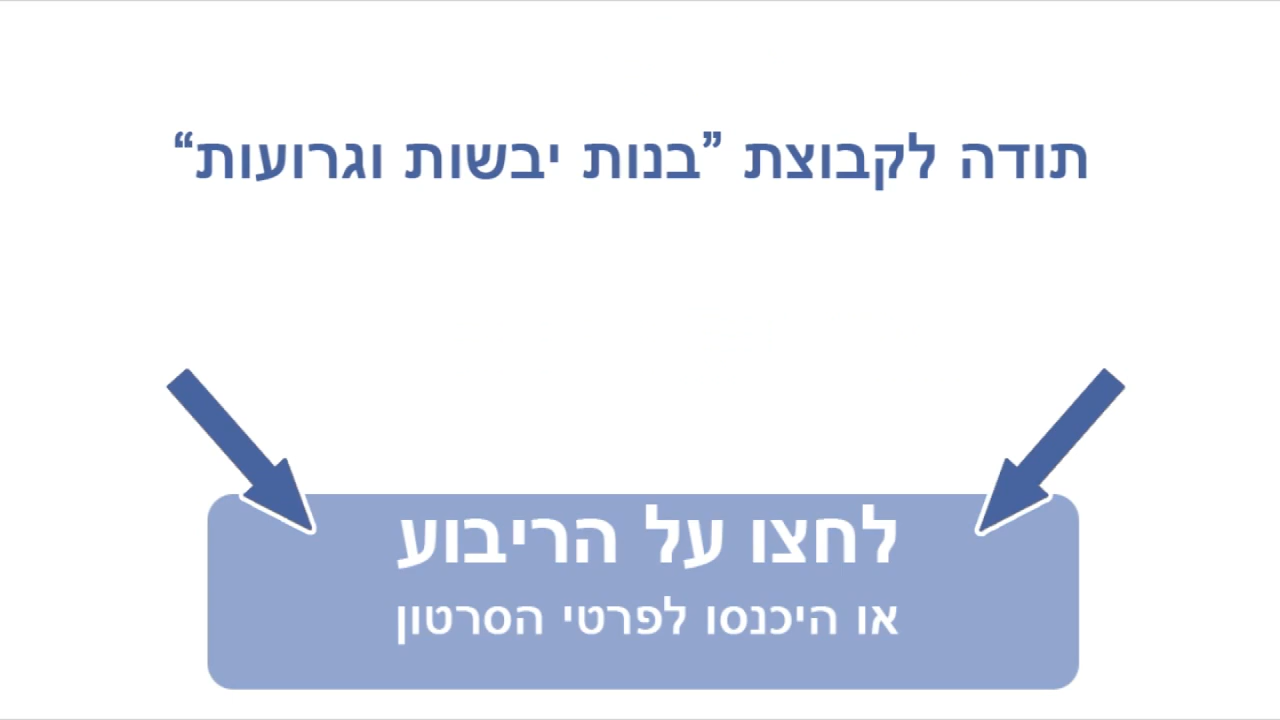 תודה לקבוצת ”בנות יבשות וגרועות“
לחצו על הריבוע
או היכנסו לפרטי הסרטון